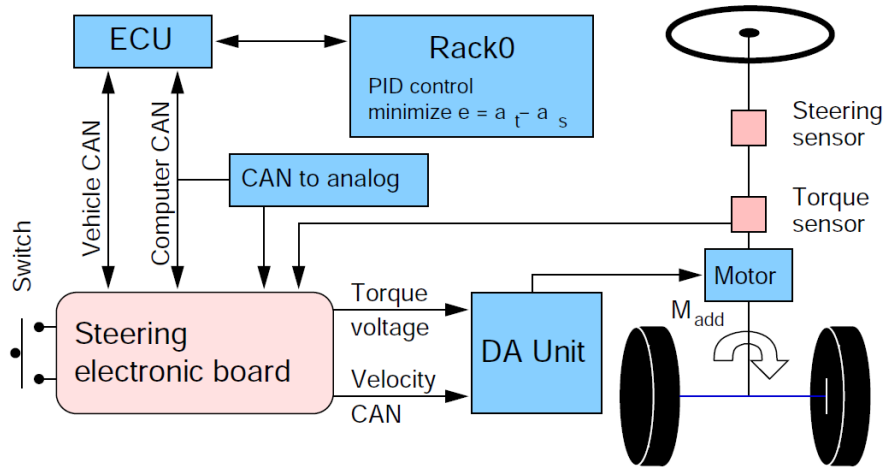 ECU
Rack0
PID control
minimize e = a t – a s
Steering
sensor
Vehicle CAN
Computer CAN
CAN to analog
Torque
sensor
Switch
Motor
Torque
voltage
M add
Steering
electronic board
DA Unit
Velocity
CAN